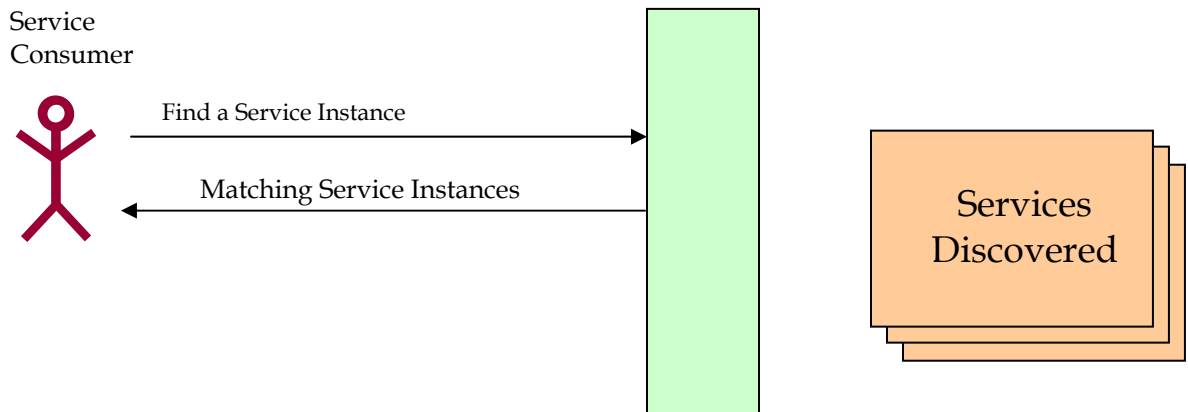 Service
Consumer
Find a Service Instance
Matching Service Instances
Services
Discovered